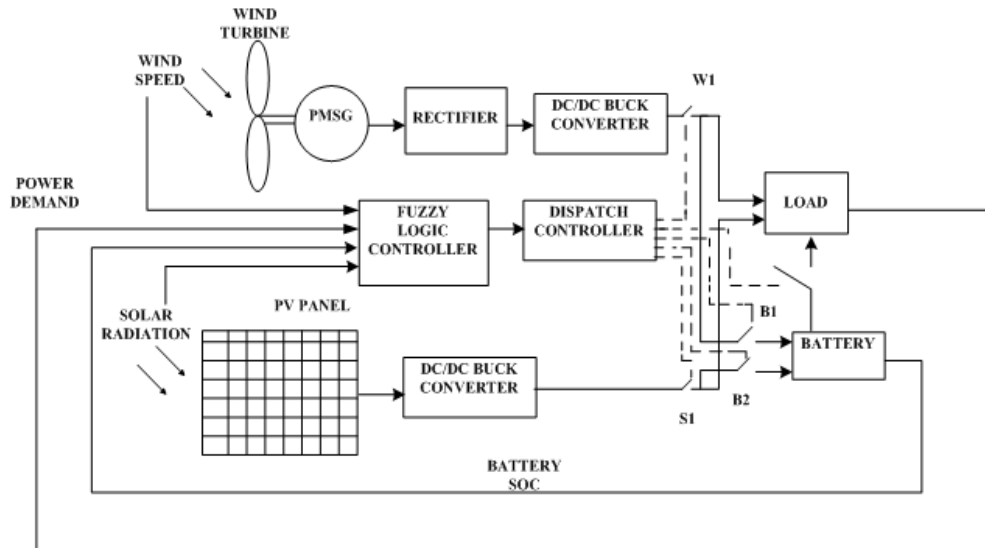 WIND
TURBINE
WIND
SPEED
W1
PMSG
RECTIFIER
DC/DC BUCK
CONVERTER
POWER
DEMAND
FUZZY
LOGIC
CONTROLLER
DISPATCH
CONTROLLER
LOAD
SOLAR
RADIATION
PV PANEL
B1
BATTERY
DC/DC BUCK
CONVERTER
S1
B2
BATTERY
SOC